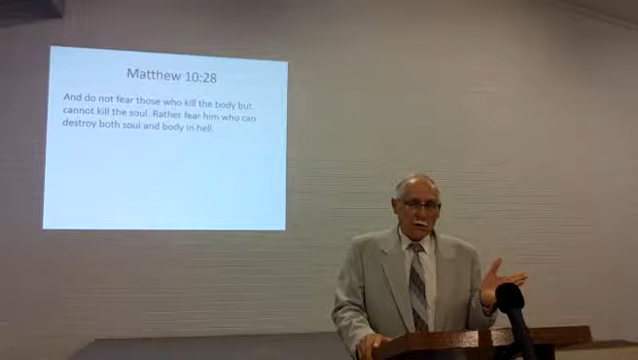 Matthew 10:28
And do not fear those who kill the body but
cannot kill the soul. Rather fear him who can
destroy both soul and body in hell.